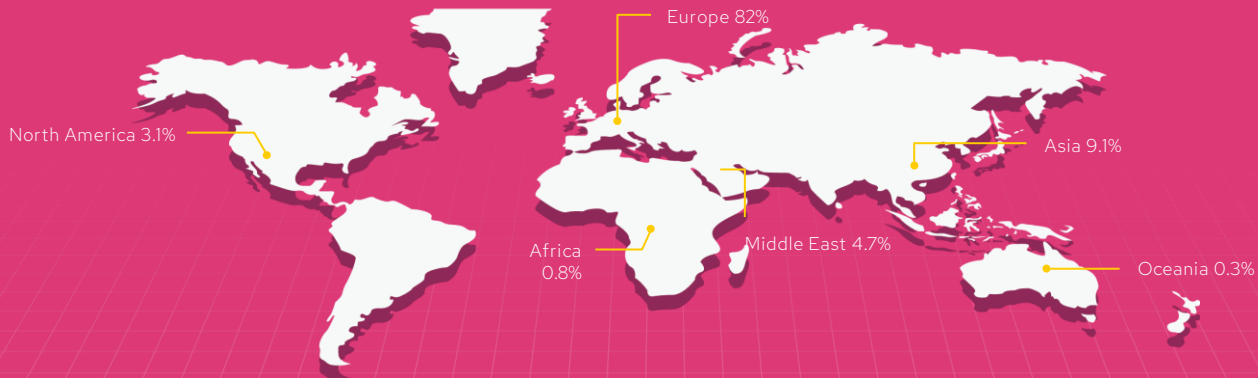 Europe 82%
North America 3.1%
Asia 9.1%
Middle East 4.7%
Africa
0.8%
Oceania 0.3%